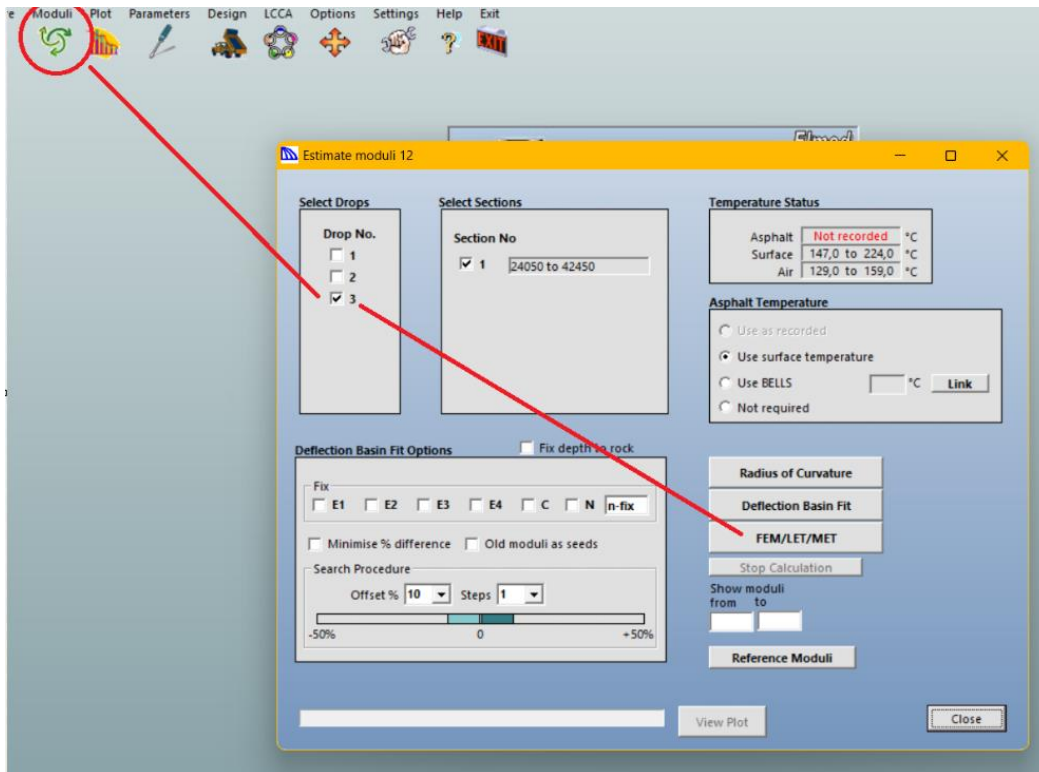 re Moduli Plot Parameters Design LCCA Options Settings Help Exit
EXIT
Elmod
Estimate moduli 12
Select Drops
Drop No.
1
2
3
Select Sections
Section No
1 24050 to 42450
Temperature Status
Asphalt Not recorded °C
Surface 147,0 to 224,0 °C
Air 129,0 to 159,0 °C
Asphalt Temperature
Use as recorded
Use surface temperature
Use BELLS °C Link
Not required
Deflection Basin Fit Options
Fix depth to rock
Fix
E1 E2 E3 E4 C N n-fix
Minimise % difference Old moduli as seeds
Search Procedure
Offset % 10 Steps 1
-50% 0 +50%
Radius of Curvature
Deflection Basin Fit
FEM/LET/MET
Stop Calculation
Show moduli
from to
Reference Moduli
View Plot
Close